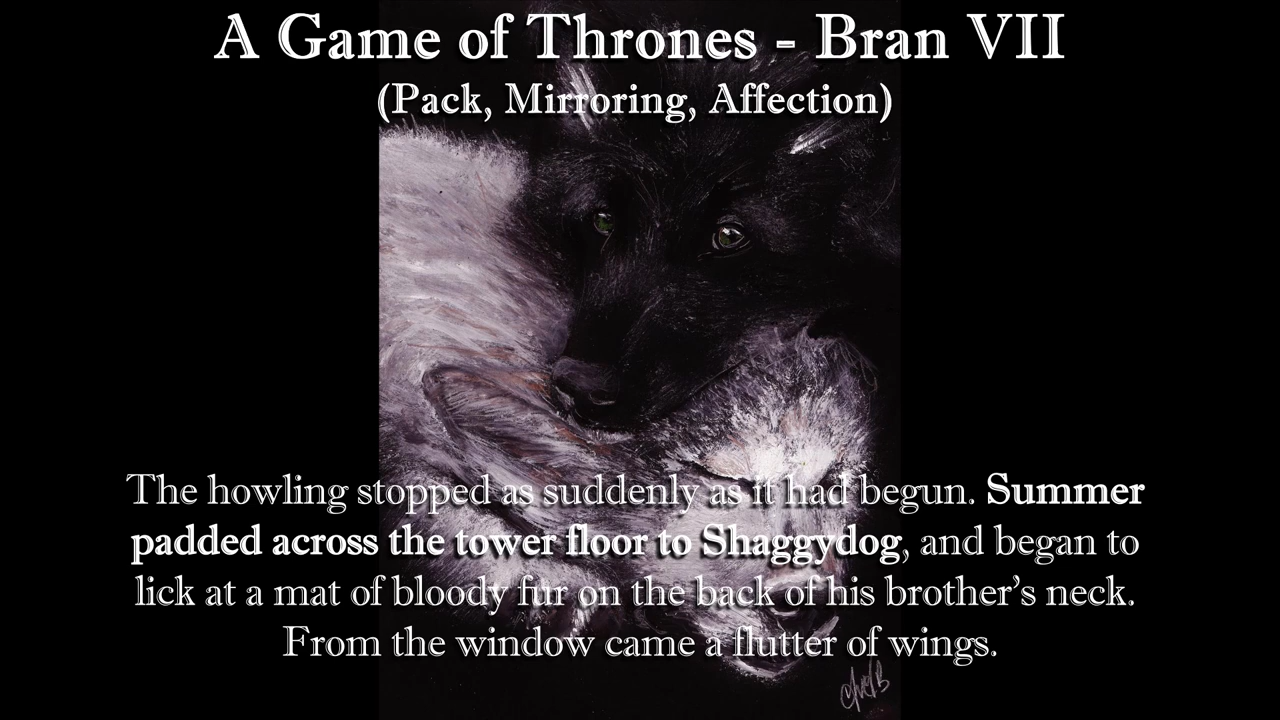 A Game of Thrones - Bran VII
(Pack, Mirroring, Affection)
The howling stopped as suddenly as it had begun. Summer
padded across the tower floor to Shaggydog, and began to
lick at a mat of bloody fur on the back of his brother’s neck.
From the window came a flutter of wings.